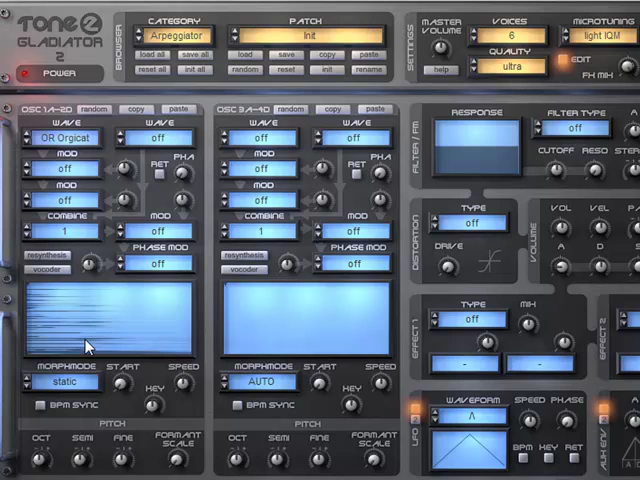 TONE2
GLADIATOR
2
POWER
BROWSER
CATEGORY
Arpeggiator
load all
save all
reset all
init all
PATCH
Init
load
save
copy
paste
random
reset
init
rename
SETTINGS
MASTER
VOLUME
help
VOICES
6
QUALITY
ultra
MICROTUNING
light IQM
EDIT
FX MIX
OSC 1A-2D
random
copy
paste
WAVE
OR Orgicat
WAVE
off
MOD
off
RET
PHA
MOD
off
COMBINE
1
MOD
off
resynthesis
vocoder
PHASE MOD
off
MORPHMODE
static
START
SPEED
BPM SYNC
KEY
PITCH
OCT
SEMI
FINE
FORMANT
SCALE
OSC 3A-4D
random
copy
paste
WAVE
off
WAVE
off
MOD
off
RET
PHA
MOD
off
COMBINE
1
MOD
off
resynthesis
vocoder
PHASE MOD
off
MORPHMODE
AUTO
START
SPEED
BPM SYNC
KEY
PITCH
OCT
SEMI
FINE
FORMANT
SCALE
FILTER / FM
RESPONSE
FILTER TYPE
off
CUTOFF
RESO
STER
A
DISTORTION
TYPE
off
DRIVE
VOLUME
VOL
VEL
PA
A
D
EFFECT 1
TYPE
off
MIX
-
-
EFFECT 2
LFO
2
WAVEFORM
SPEED
PHASE
BPM
KEY
RET
AUX ENV
2
A